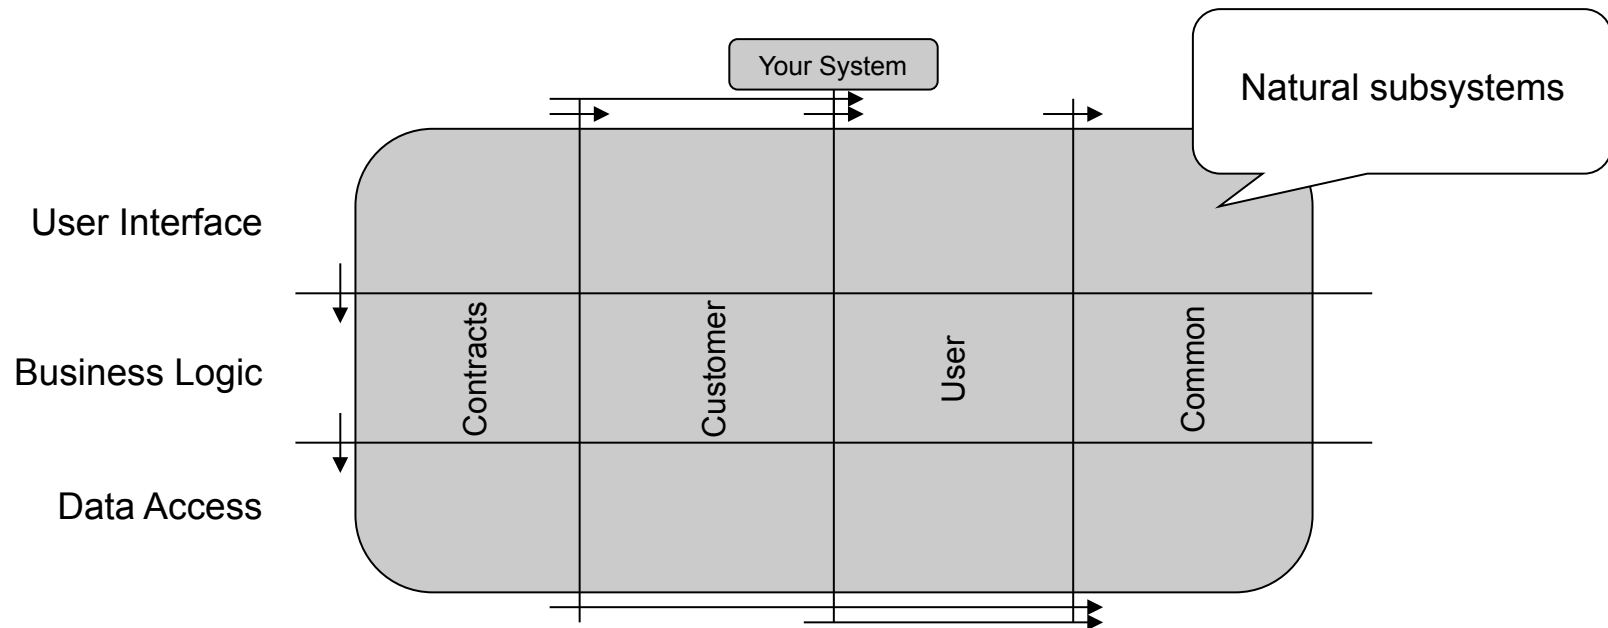 Your System
Natural subsystems
User Interface
Business Logic
Data Access
Contracts
Customer
User
Common